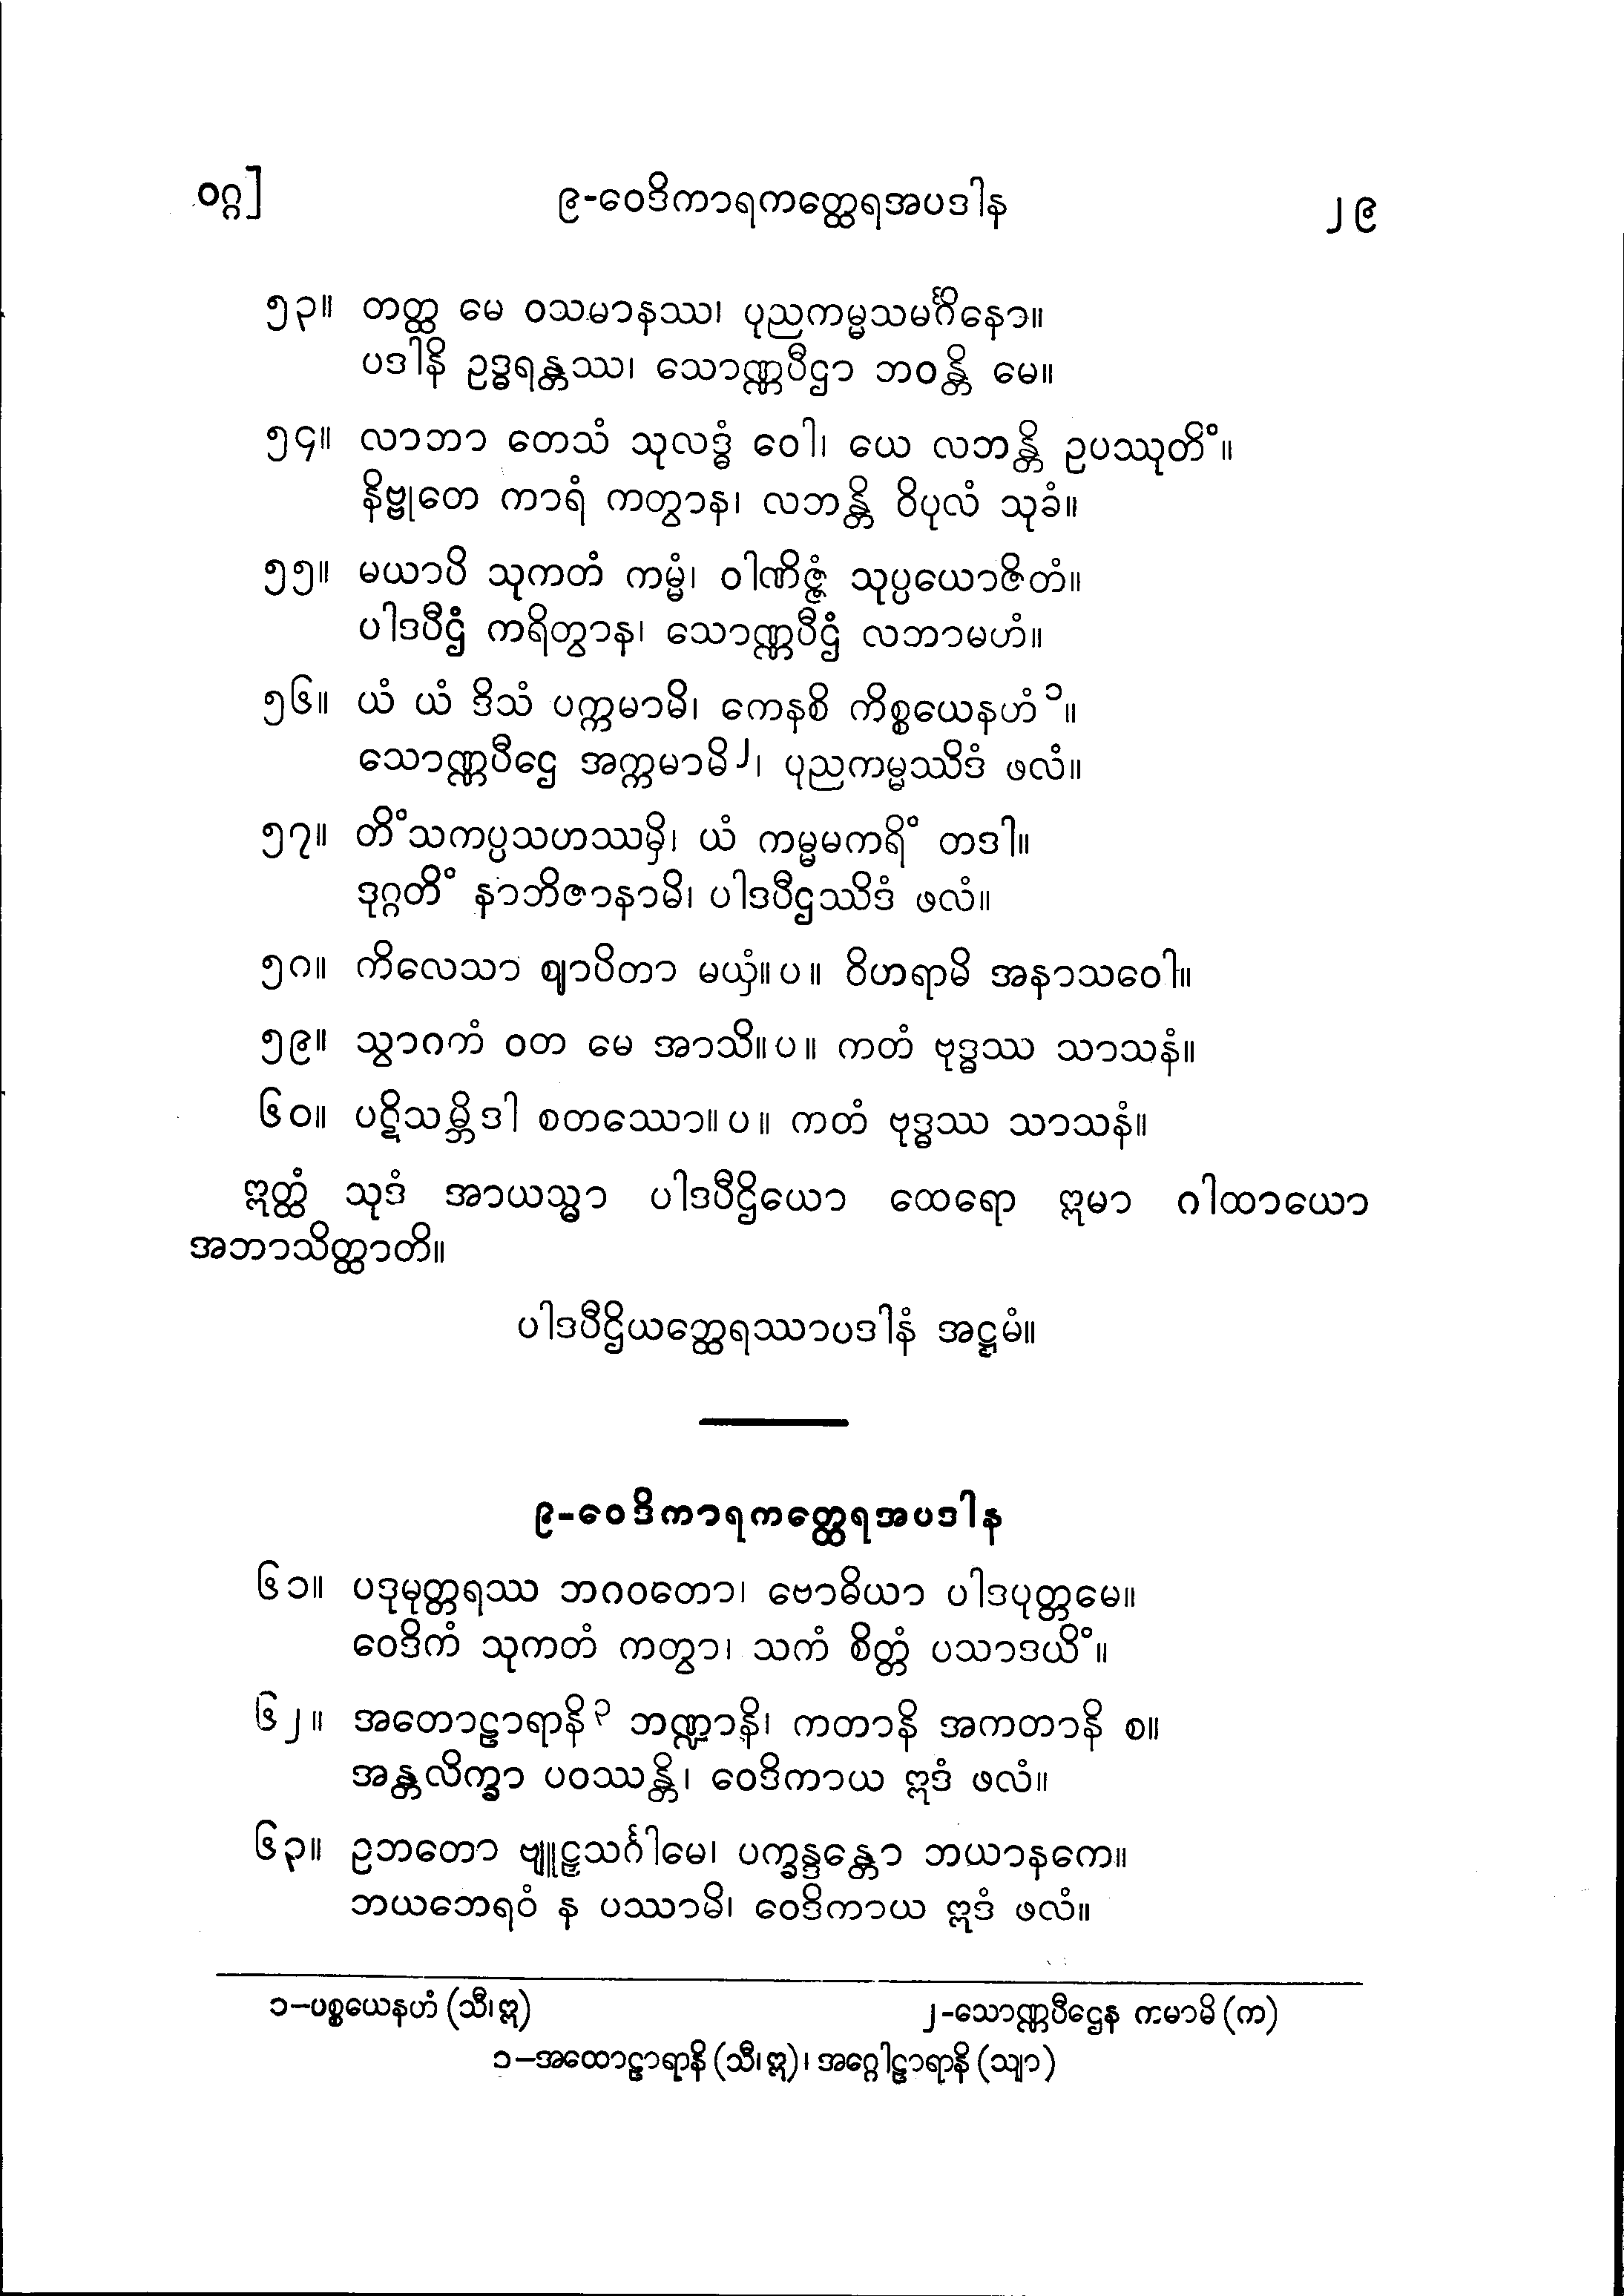 ဝဂ္ဂ]
၉-ဝေဒိကာရကတ္ထေရအပဒါန
၂၉
၅၃။ တတ္ထ မေ ဝသမာနဿ၊ ပုညကမ္မသမင်္ဂိနော။
ပဒါနိ ဥဒ္ဓရန္တဿ၊ သောဏ္ဏပီဌာ ဘဝန္တိ မေ။
၅၄။ လာဘာ တေသံ သုလဒ္ဓံ ဝေါ၊ ယေ လဘန္တိ ဥပဿုတိံ။
နိဗ္ဗုတေ ကာရံ ကတွာန၊ လဘန္တိ ဝိပုလံ သုခံ။
၅၅။ မယာပိ သုကတံ ကမ္မံ၊ ဝါဏိဇ္ဇံ သုပ္ပယောဇိတံ။
ပါဒပီဌံ ကရိတွာန၊ သောဏ္ဏပီဌံ လဘာမဟံ။
၅၆။ ယံ ယံ ဒိသံ ပက္ကမာမိ၊ ကေနစိ ကိစ္စယေနဟံ၁။
သောဏ္ဏပီဌေ အက္ကမာမိ၂၊ ပုညကမ္မဿိဒံ ဖလံ။
၅၇။ တိံသကပ္ပသဟဿမှိ၊ ယံ ကမ္မမကရိံ တဒါ။
ဒုဂ္ဂတိံ နာဘိဇာနာမိ၊ ပါဒပီဌဿိဒံ ဖလံ။
၅၈။ ကိလေသာ ဈာပိတာ မယှံ။ပ။ ဝိဟရာမိ အနာသဝေါ။
၅၉။ သွာဂကံ ဝတ မေ အာသိ။ပ။ ကတံ ဗုဒ္ဓဿ သာသနံ။
၆၀။ ပဋိသမ္ဘိဒါ စတဿော။ပ။ ကတံ ဗုဒ္ဓဿ သာသနံ။
ဣတ္ထံ သုဒံ အာယသ္မာ ပါဒပီဌိယော ထေရော ဣမာ ဂါထာယော
အဘာသိတ္ထာတိ။
ပါဒပီဌိယတ္ထေရဿာပဒါနံ အဋ္ဌမံ။
၉-ဝေဒိကာရကတ္ထေရအပဒါန
၆၁။ ပဒုမုတ္တရဿ ဘဂဝတော၊ ဗောဓိယာ ပါဒပုတ္တမေ။
ဝေဒိကံ သုကတံ ကတွာ၊ သကံ စိတ္တံ ပသာဒယိံ။
၆၂။ အတောဠာရာနိ၃ ဘဏ္ဍာနိ၊ ကတာနိ အကတာနိ စ။
အန္တလိက္ခာ ပဝဿန္တိ၊ ဝေဒိကာယ ဣဒံ ဖလံ။
၆၃။ ဥဘတော ဗျူဠှသင်္ဂါမေ၊ ပက္ခန္ဒန္တော ဘယာနကေ။
ဘယဘေရဝံ န ပဿာမိ၊ ဝေဒိကာယ ဣဒံ ဖလံ။
၁–ပစ္စယေနဟံ (သီ၊ဣ)
၂-သောဏ္ဏပီဌေန ကမာမိ (က)
၁–အထောဠာရာနိ (သီ၊ဣ)၊ အဂ္ဂေါဠာရာနိ (သျာ)